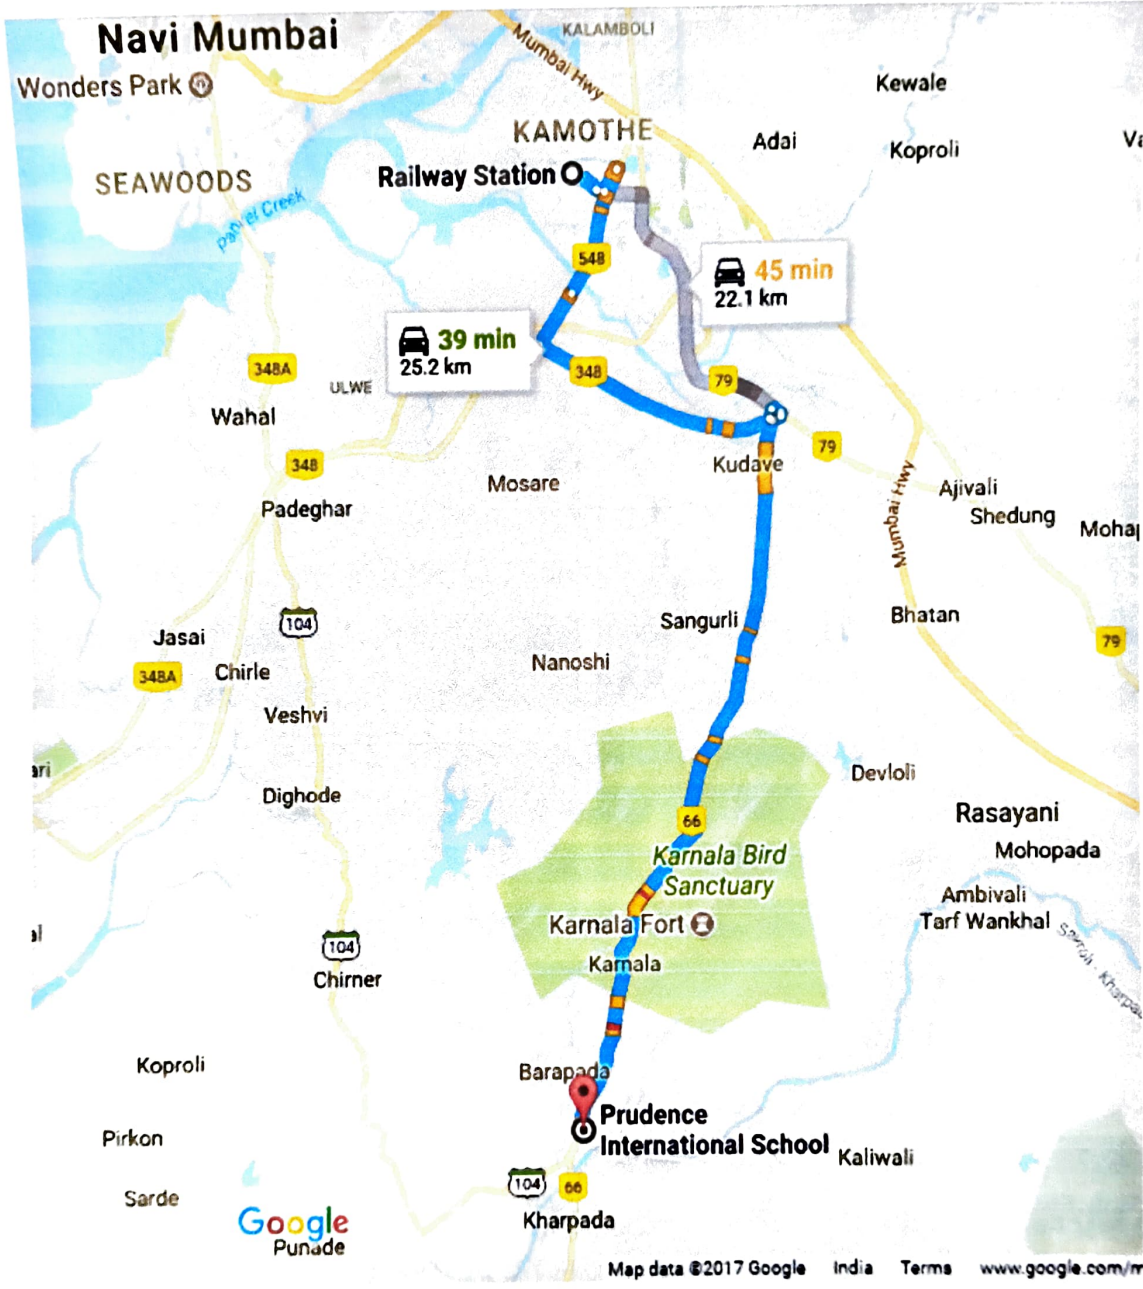 Navi Mumbai
KALAMBOLI
Mumbai Hwy
Wonders Park
Kewale
KAMOTHE
Adai
Koproli
Railway Station
SEAWOODS
Creek
548
45 min
22.1 km
39 min
25.2 km
348A
348
ULWE
79
Wahal
79
348
Kudave
Mosare
Mumbai Hwy
Ajivali
Padeghar
Shedung
104
Sangurli
Bhatan
Jasai
79
Nanoshi
348A
Chirle
Veshvi
Devloli
Dighode
Rasayani
66
Karnala Bird
Sanctuary
Mohopada
Ambivali
Tarf Wankhal
Karnala Fort
104
Karnala
Chirner
Koproli
Barapada
Prudence
International School
Pirkon
Kaliwali
104
66
Sarde
Google
Kharpada
Punade
Map data ©2017 Google India Terms